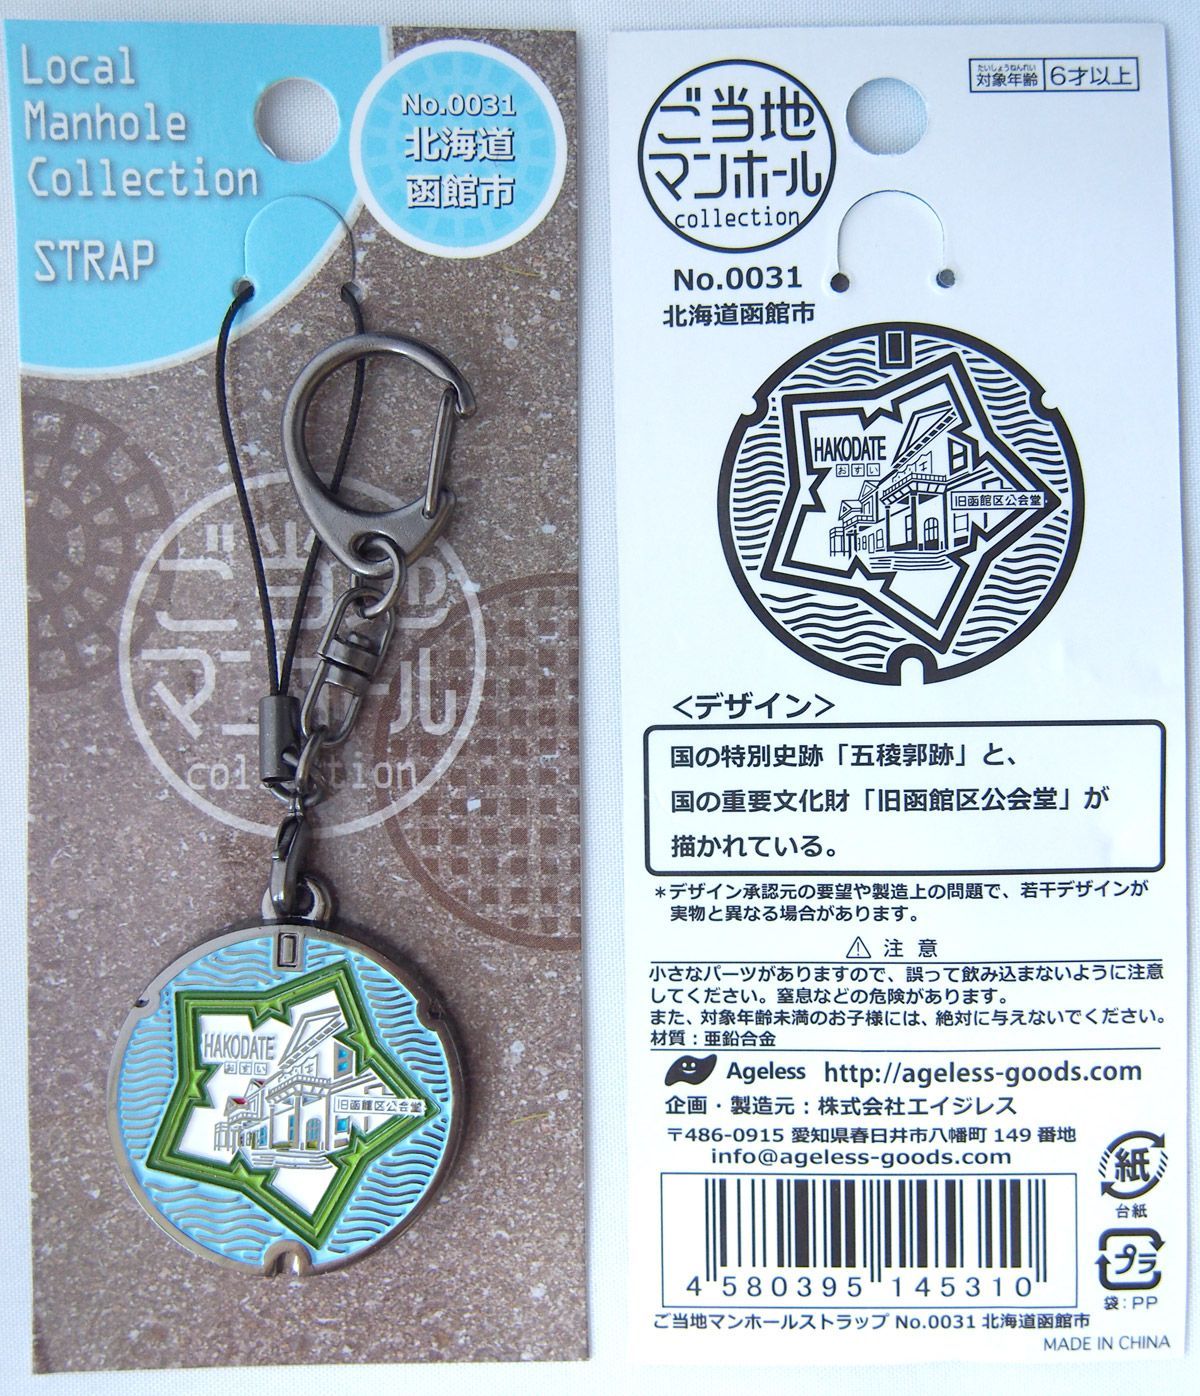 Local
Manhole
Collection
STRAP
No.0031
北海道
函館市
ご当地
マンホール
collection
HAKODATE
おすい
旧函館区公会堂
対象年齢 6才以上
たいしょうねんれい
ご当地
マンホール
collection
No.0031
北海道函館市
HAKODATE
おすい
旧函館区公会堂
<デザイン>
国の特別史跡「五稜郭跡」と、
国の重要文化財「旧函館区公会堂」が
描かれている。
*デザイン承認元の要望や製造上の問題で、若干デザインが
実物と異なる場合があります。
⚠ 注 意
小さなパーツがありますので、誤って飲み込まないように注意
してください。窒息などの危険があります。
また、対象年齢未満のお子様には、絶対に与えないでください。
材質:亜鉛合金
Ageless http://ageless-goods.com
企画・製造元:株式会社エイジレス
〒486-0915 愛知県春日井市八幡町 149 番地
info@ageless-goods.com
紙
台紙
プラ
袋:PP
4 580395 145310
ご当地マンホールストラップ No.0031 北海道函館市
MADE IN CHINA